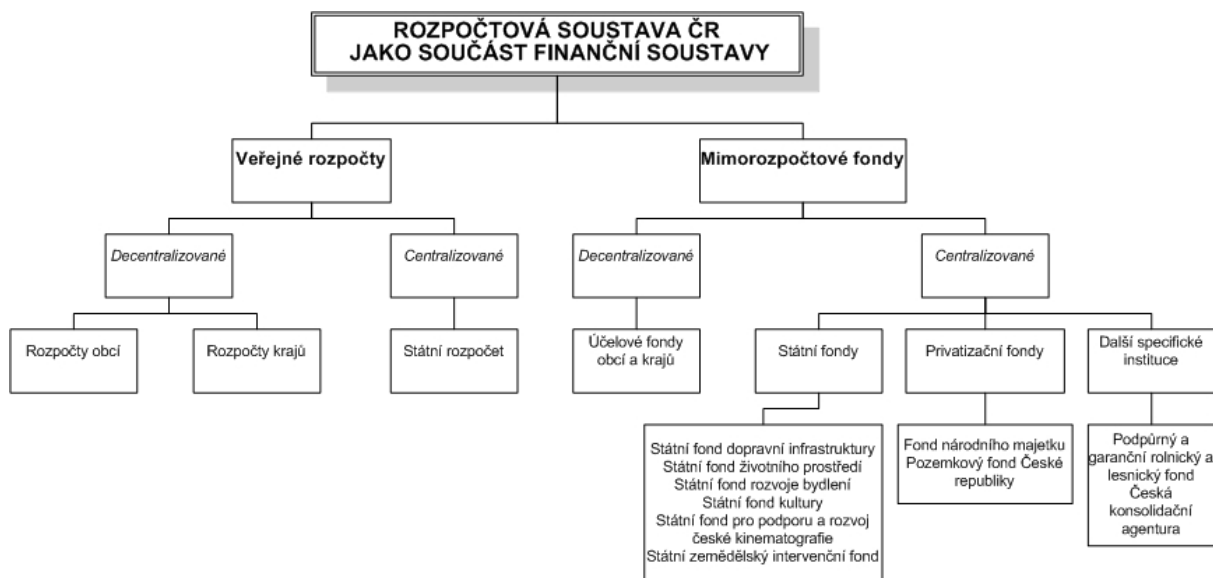 ROZPOČTOVÁ SOUSTAVA ČR
JAKO SOUČÁST FINANČNÍ SOUSTAVY
Veřejné rozpočty
Mimorozpočtové fondy
Decentralizované
Centralizované
Decentralizované
Centralizované
Rozpočty obcí
Rozpočty krajů
Státní rozpočet
Účelové fondy
obcí a krajů
Státní fondy
Privatizační fondy
Další specifické
instituce
Státní fond dopravní infrastruktury
Státní fond životního prostředí
Státní fond rozvoje bydlení
Státní fond kultury
Státní fond pro podporu a rozvoj
české kinematografie
Státní zemědělský intervenční fond
Fond národního majetku
Pozemkový fond České
republiky
Podpůrný a
garanční rolnický a
lesnický fond
Česká
konsolidační
agentura